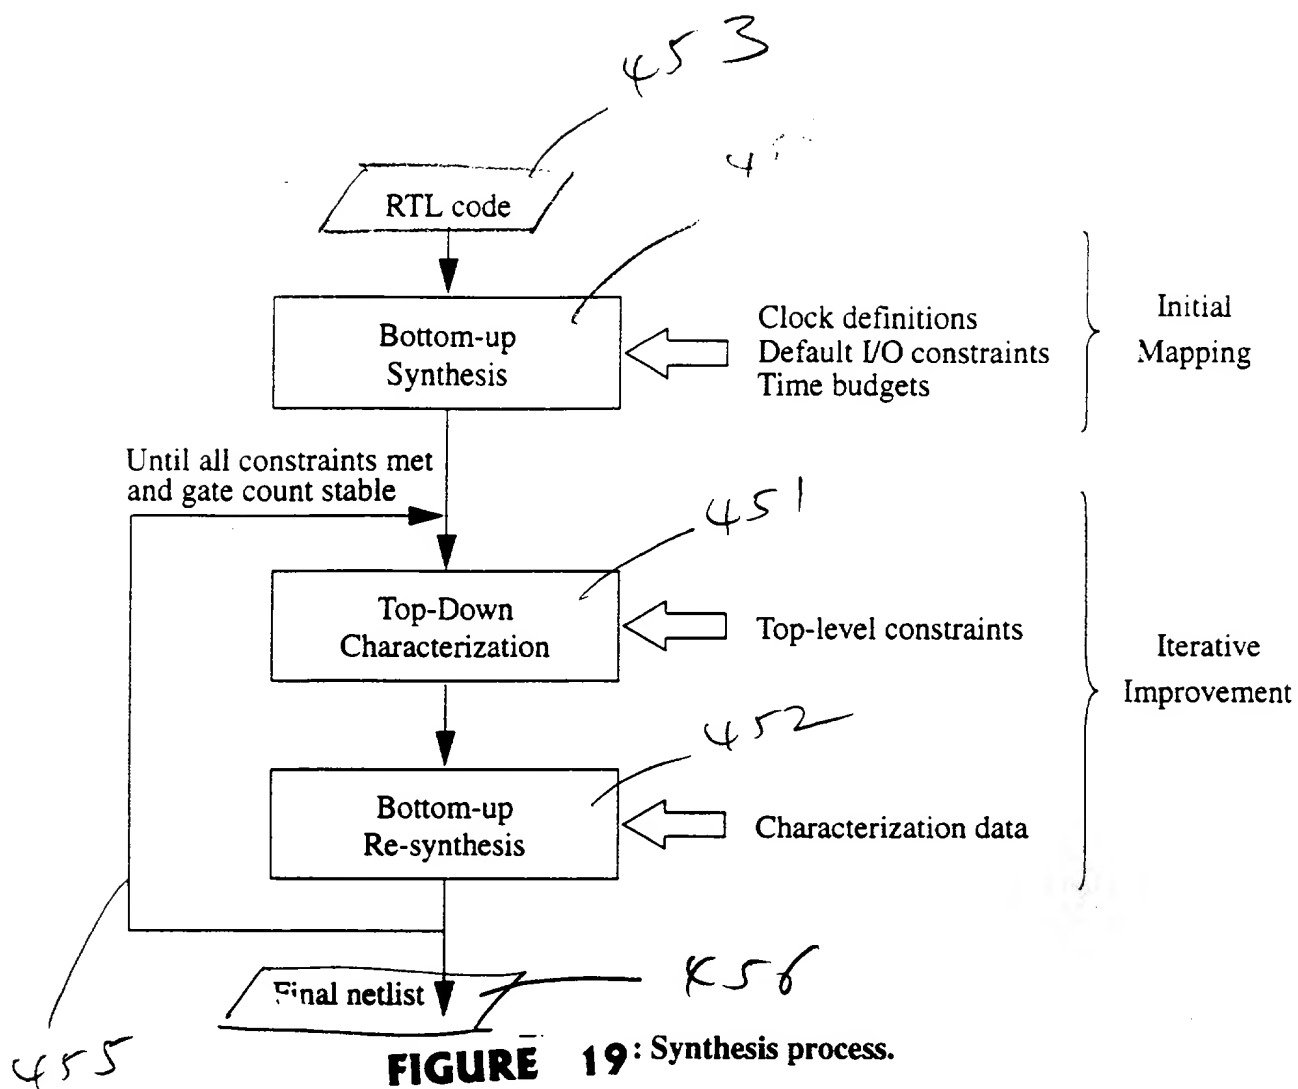 453
RTL code
Bottom-up
Synthesis
Clock definitions
Default I/O constraints
Time budgets
Initial
Mapping
Until all constraints met
and gate count stable
451
Top-Down
Characterization
Top-level constraints
Iterative
Improvement
452
Bottom-up
Re-synthesis
Characterization data
Final netlist
456
455
FIGURE 19: Synthesis process.